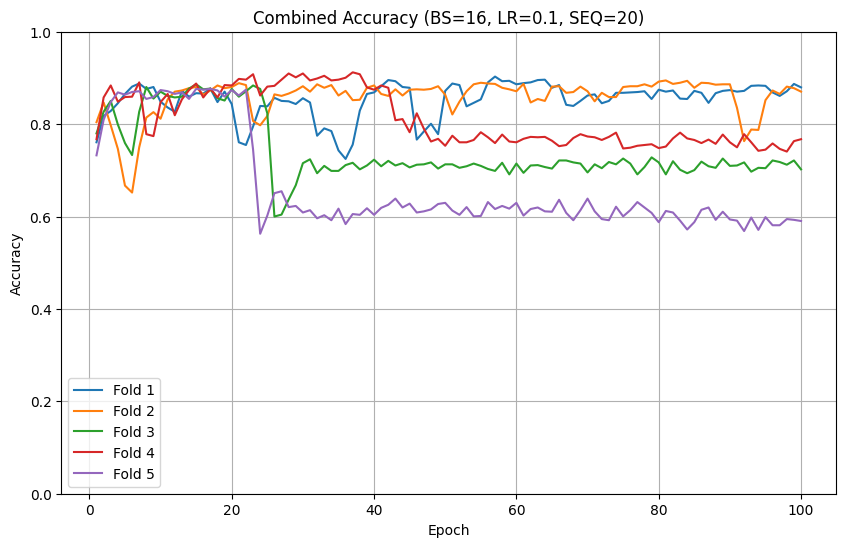 Combined Accuracy (BS=16, LR=0.1, SEQ=20)
1.0
0.8
0.6
0.4
0.2
0.0
Accuracy
Fold 1
Fold 2
Fold 3
Fold 4
Fold 5
0 20 40 60 80 100
Epoch